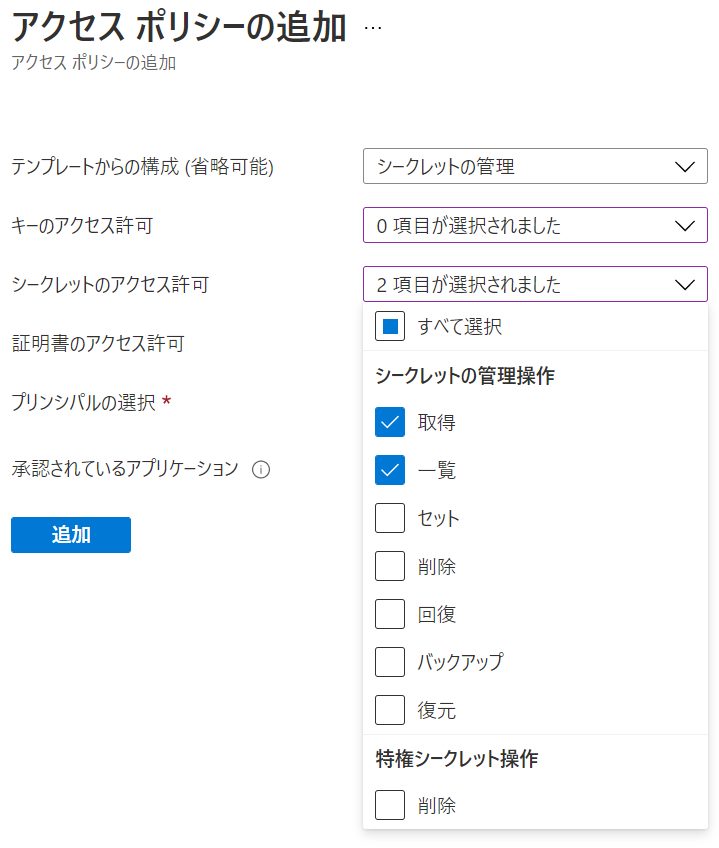 アクセス ポリシーの追加 …
アクセス ポリシーの追加
テンプレートからの構成 (省略可能)
シークレットの管理
キーのアクセス許可
0 項目が選択されました
シークレットのアクセス許可
2 項目が選択されました
すべて選択
証明書のアクセス許可
シークレットの管理操作
プリンシパルの選択 *
取得
承認されているアプリケーション
一覧
セット
追加
削除
回復
バックアップ
復元
特権シークレット操作
削除